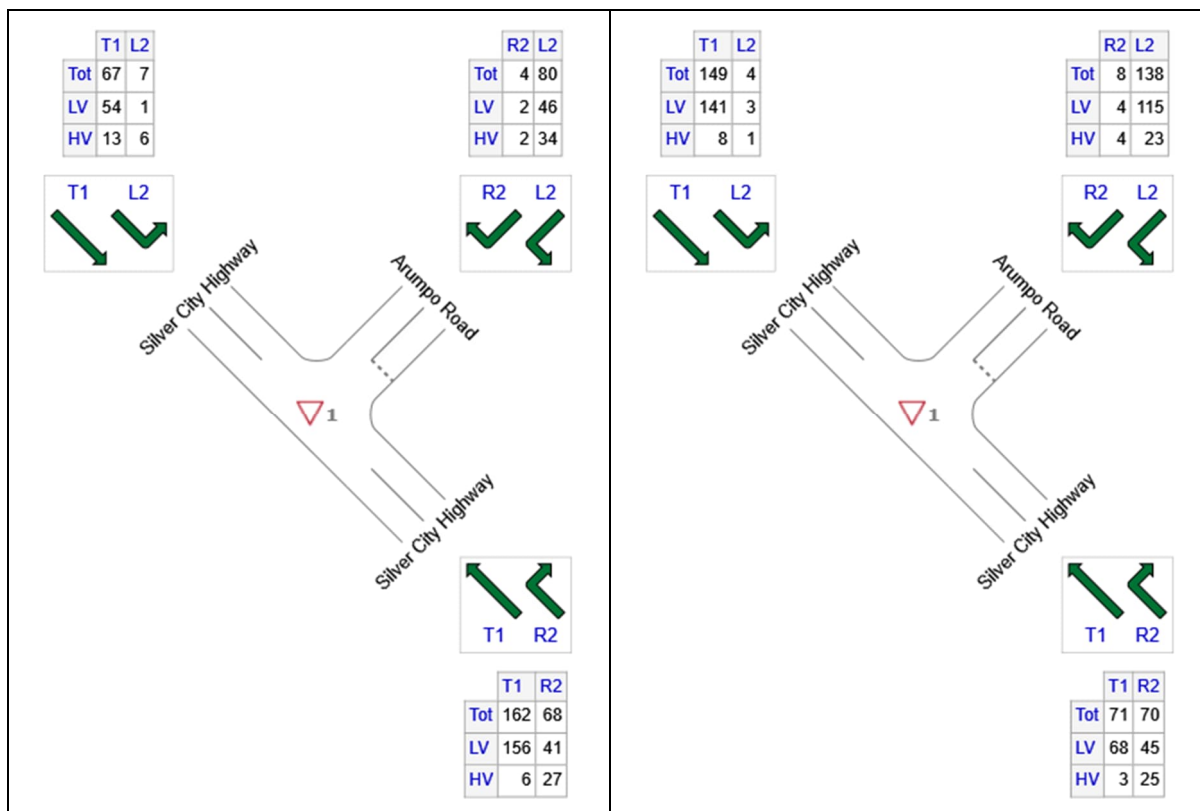 T1 L2
Tot 67 7
LV 54 1
HV 13 6
R2 L2
Tot 4 80
LV 2 46
HV 2 34
T1 L2
R2 L2
Silver City Highway
Arumpo Road
1
Silver City Highway
T1 R2
T1 R2
Tot 162 68
LV 156 41
HV 6 27
T1 L2
Tot 149 4
LV 141 3
HV 8 1
R2 L2
Tot 8 138
LV 4 115
HV 4 23
T1 L2
R2 L2
Silver City Highway
Arumpo Road
1
Silver City Highway
T1 R2
T1 R2
Tot 71 70
LV 68 45
HV 3 25